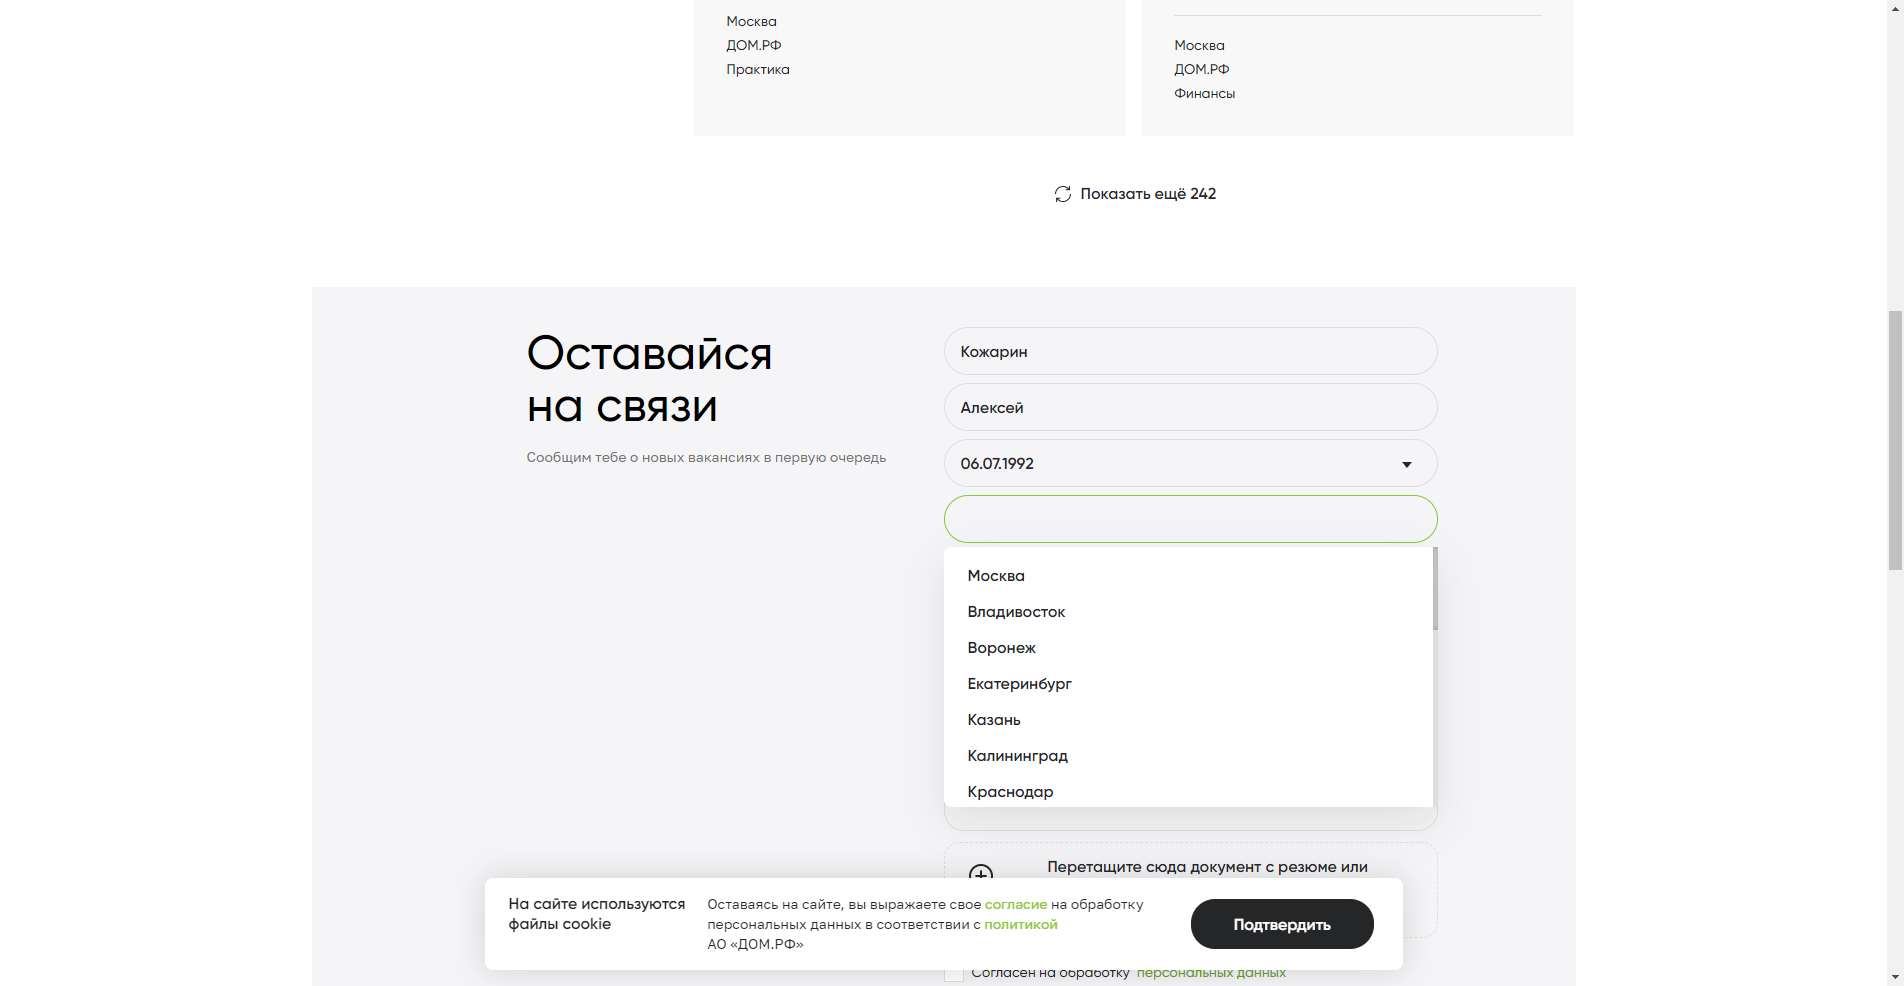 Москва
ДОМ.РФ
Практика
Москва
ДОМ.РФ
Финансы
Показать ещё 242
Оставайся
на связи
Сообщим тебе о новых вакансиях в первую очередь
Кожарин
Алексей
06.07.1992
Москва
Владивосток
Воронеж
Екатеринбург
Казань
Калининград
Краснодар
Перетащите сюда документ с резюме или
На сайте используются
файлы cookie
Оставаясь на сайте, вы выражаете свое согласие на обработку
персональных данных в соответствии с политикой
АО «ДОМ.РФ»
Подтвердить
Согласен на обработку персональных данных